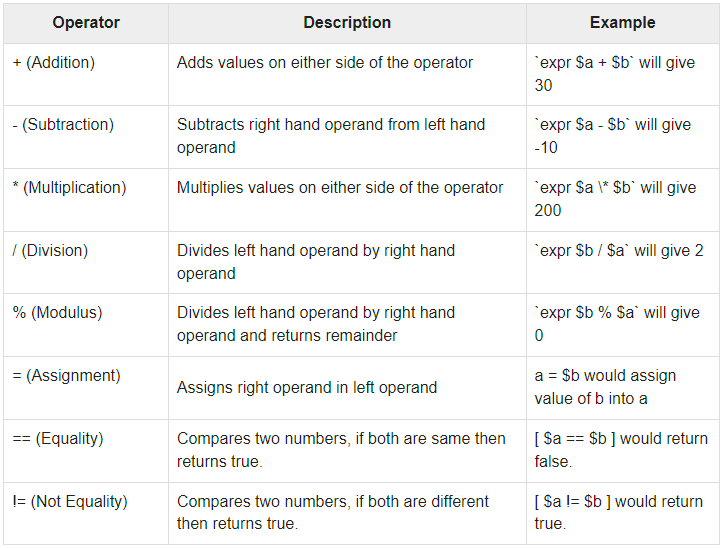 Operator Description Example
+ (Addition) Adds values on either side of the operator `expr $a + $b` will give
30
- (Subtraction) Subtracts right hand operand from left hand `expr $a - $b` will give
operand -10
* (Multiplication) Multiplies values on either side of the operator `expr $a \* $b` will give
200
/ (Division) Divides left hand operand by right hand `expr $b / $a` will give 2
operand
% (Modulus) Divides left hand operand by right hand `expr $b % $a` will give
operand and returns remainder 0
= (Assignment) Assigns right operand in left operand a = $b would assign
value of b into a
== (Equality) Compares two numbers, if both are same then [ $a == $b ] would return
returns true. false.
!= (Not Equality) Compares two numbers, if both are different [ $a != $b ] would return
then returns true. true.